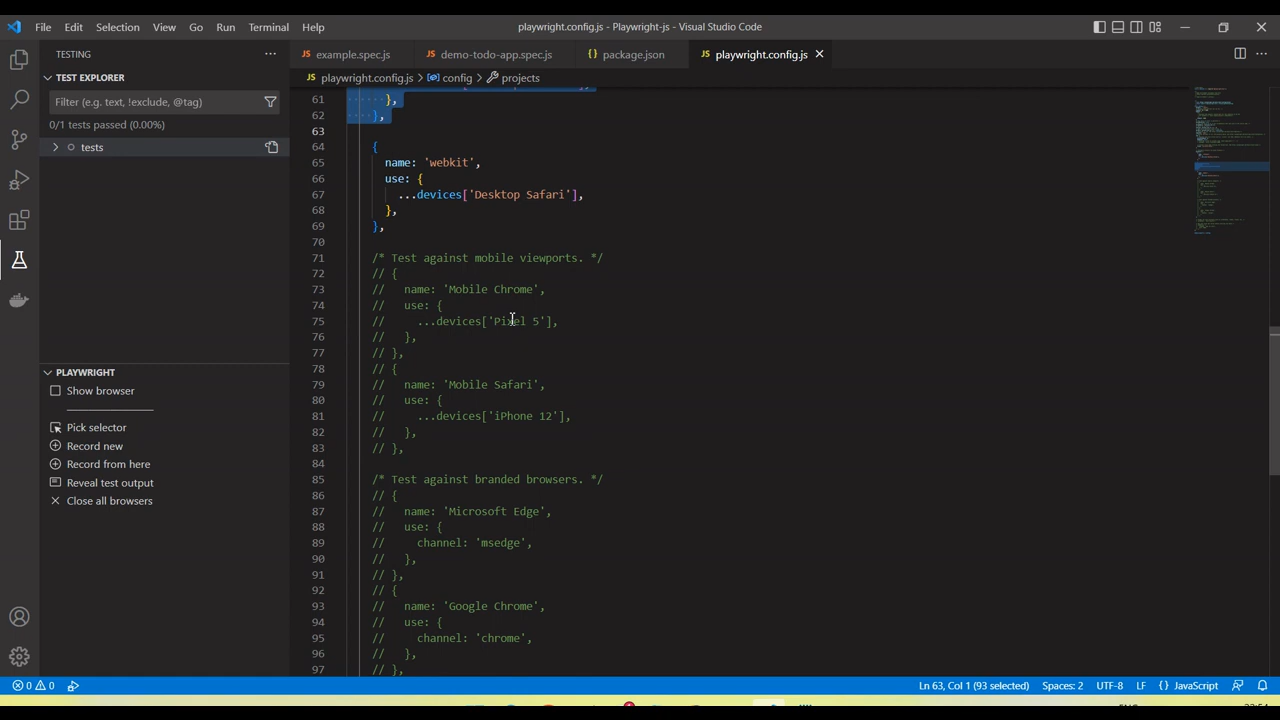 File Edit Selection View Go Run Terminal Help playwright.config.js - Playwright-js - Visual Studio Code
TESTING
example.spec.js demo-todo-app.spec.js package.json playwright.config.js
playwright.config.js > config > projects
TEST EXPLORER
Filter (e.g. text, !exclude, @tag)
0/1 tests passed (0.00%)
tests
PLAYWRIGHT
Show browser
Pick selector
Record new
Record from here
Reveal test output
Close all browsers
61 },
62 },
63
64 {
65 name: 'webkit',
66 use: {
67 ...devices['Desktop Safari'],
68 },
69 },
70
71 /* Test against mobile viewports. */
72 // {
73 // name: 'Mobile Chrome',
74 // use: {
75 // ...devices['Pixel 5'],
76 // },
77 // },
78 // {
79 // name: 'Mobile Safari',
80 // use: {
81 // ...devices['iPhone 12'],
82 // },
83 // },
84
85 /* Test against branded browsers. */
86 // {
87 // name: 'Microsoft Edge',
88 // use: {
89 // channel: 'msedge',
90 // },
91 // },
92 // {
93 // name: 'Google Chrome',
94 // use: {
95 // channel: 'chrome',
96 // },
97 // },
0 0 Ln 63, Col 1 (93 selected) Spaces: 2 UTF-8 LF {} JavaScript